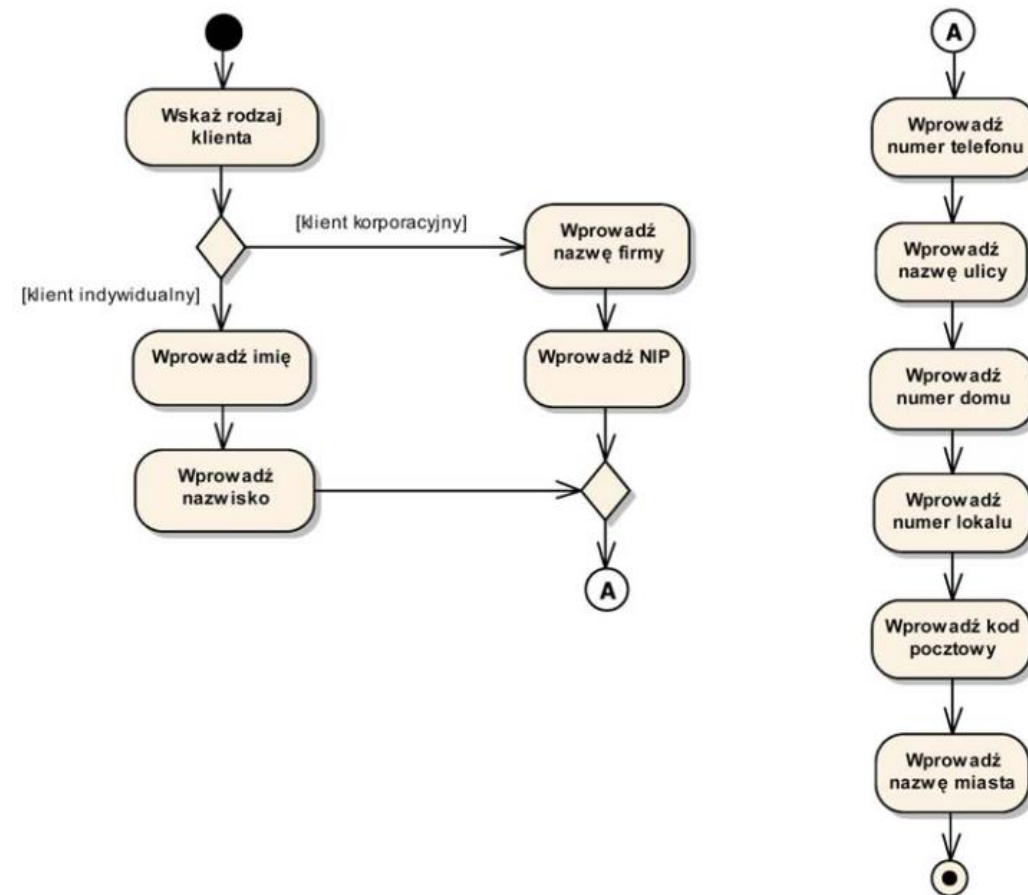 Wskaż rodzaj
klienta
[klient korporacyjny]
Wprowadź
nazwę firmy
[klient indywidualny]
Wprowadź imię
Wprowadź NIP
Wprowadź
nazwisko
A
A
Wprowadź
numer telefonu
Wprowadź
nazwę ulicy
Wprowadź
numer domu
Wprowadź
numer lokalu
Wprowadź kod
pocztowy
Wprowadź
nazwę miasta